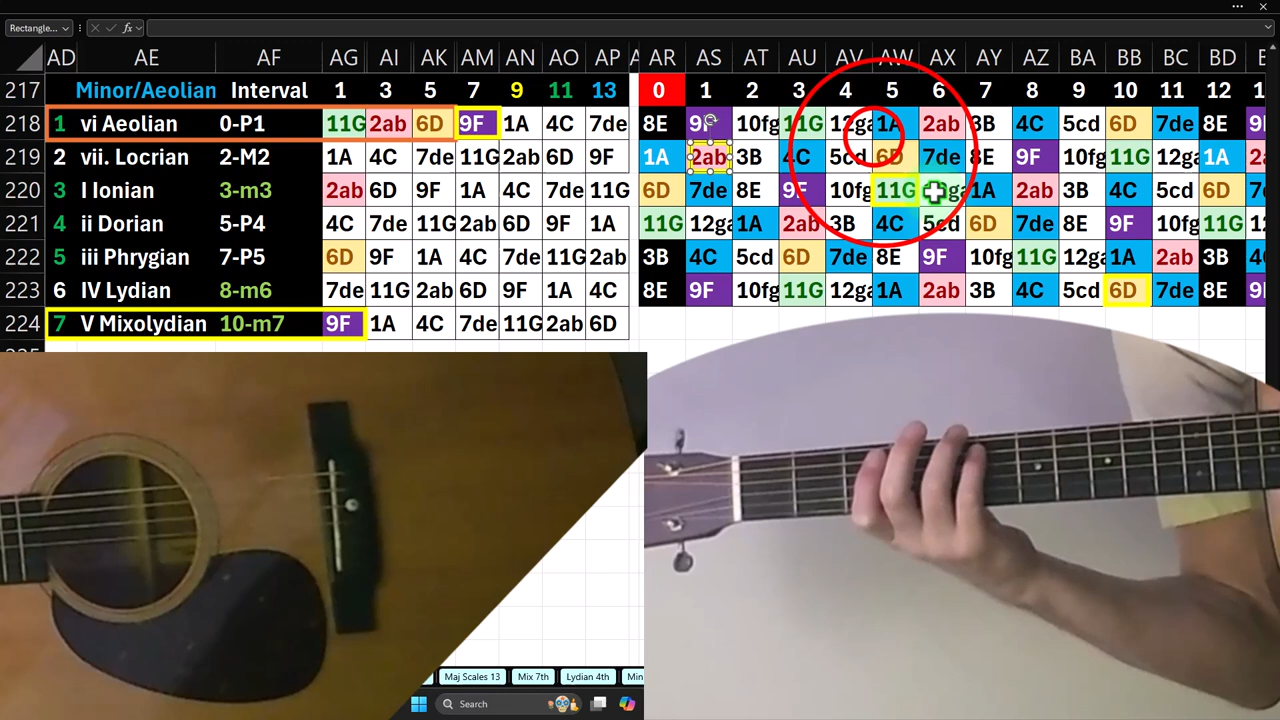 Rectangle...
fx
AD AE AF AG AI AK AM AN AO AP AR AS AT AU AV AW AX AY AZ BA BB BC BD
217 Minor/Aeolian Interval 1 3 5 7 9 11 13 0 1 2 3 4 5 6 7 8 9 10 11 12
218 1 vi Aeolian 0-P1 11G 2ab 6D 9F 1A 4C 7de 8E 10fg 11G 12ga 1A 2ab 3B 4C 5cd 6D 7de 8E
219 2 vii. Locrian 2-M2 1A 4C 7de 11G 2ab 6D 9F 1A 2ab 3B 4C 5cd 6D 7de 8E 9F 10fg 11G 12ga 1A
220 3 I Ionian 3-m3 2ab 6D 9F 1A 4C 7de 11G 6D 7de 8E 9F 10fg 11G 1A 2ab 3B 4C 5cd 6D
221 4 ii Dorian 5-P4 4C 7de 11G 2ab 6D 9F 1A 11G 12ga 1A 2ab 3B 4C 5cd 6D 7de 8E 9F 10fg 11G
222 5 iii Phrygian 7-P5 6D 9F 1A 4C 7de 11G 2ab 3B 4C 5cd 6D 7de 8E 9F 10fg 11G 12ga 1A 2ab 3B
223 6 IV Lydian 8-m6 7de 11G 2ab 6D 9F 1A 4C 8E 9F 10fg 11G 12ga 1A 2ab 3B 4C 5cd 6D 7de 8E
224 7 V Mixolydian 10-m7 9F 1A 4C 7de 11G 2ab 6D
Maj Scales 13 Mix 7th Lydian 4th Min
Search